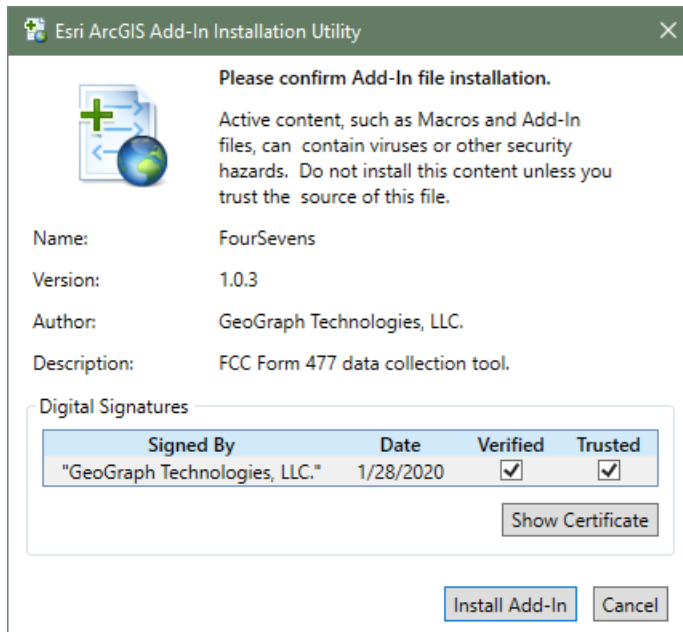 Esri ArcGIS Add-In Installation Utility
Please confirm Add-In file installation.
Active content, such as Macros and Add-In
files, can  contain viruses or other security
hazards.  Do not install this content unless you
trust the  source of this file.
Name: FourSevens
Version: 1.0.3
Author: GeoGraph Technologies, LLC.
Description: FCC Form 477 data collection tool.
Digital Signatures
Signed By Date Verified Trusted
"GeoGraph Technologies, LLC." 1/28/2020
Show Certificate
Install Add-In Cancel